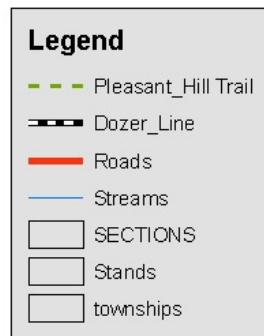 Legend
Pleasant_Hill Trail
Dozer_Line
Roads
Streams
SECTIONS
Stands
townships